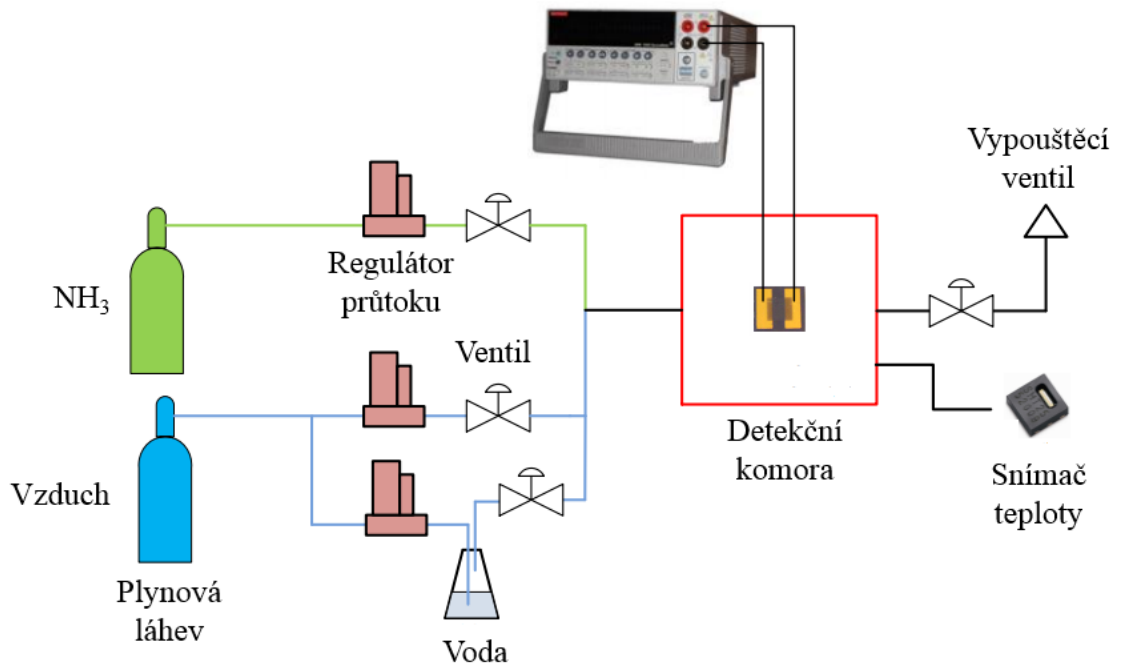 Vypouštěcí
ventil
Regulátor
průtoku
NH₃
Ventil
Detekční
komora
Vzduch
Snímač
teploty
Plynová
láhev
Voda